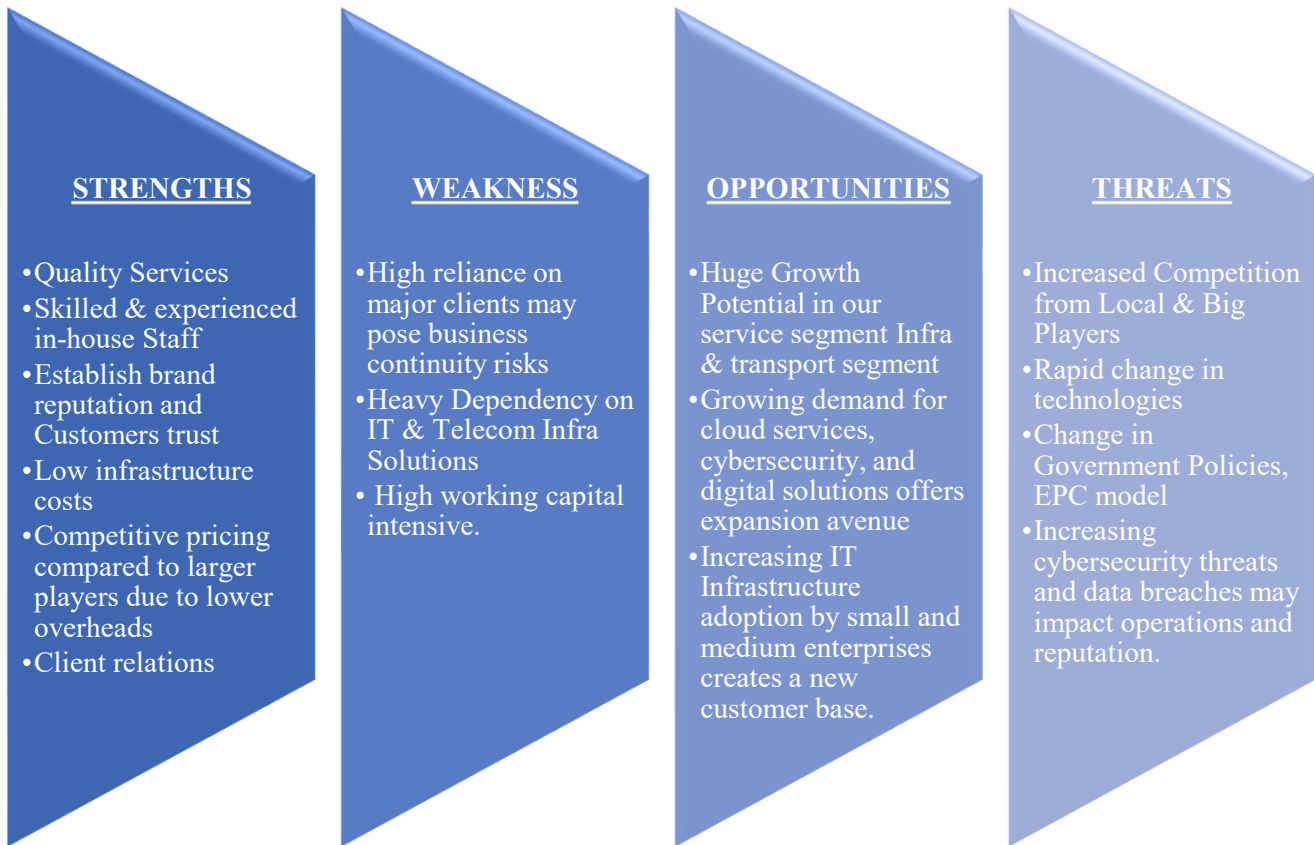 STRENGTHS
•Quality Services
•Skilled & experienced
in-house Staff
•Establish brand
reputation and
Customers trust
•Low infrastructure
costs
•Competitive pricing
compared to larger
players due to lower
overheads
•Client relations
WEAKNESS
•High reliance on
major clients may
pose business
continuity risks
•Heavy Dependency on
IT & Telecom Infra
Solutions
• High working capital
intensive.
OPPORTUNITIES
•Huge Growth
Potential in our
service segment Infra
& transport segment
•Growing demand for
cloud services,
cybersecurity, and
digital solutions offers
expansion avenue
•Increasing IT
Infrastructure
adoption by small and
medium enterprises
creates a new
customer base.
THREATS
•Increased Competition
from Local & Big
Players
•Rapid change in
technologies
•Change in
Government Policies,
EPC model
•Increasing
cybersecurity threats
and data breaches may
impact operations and
reputation.